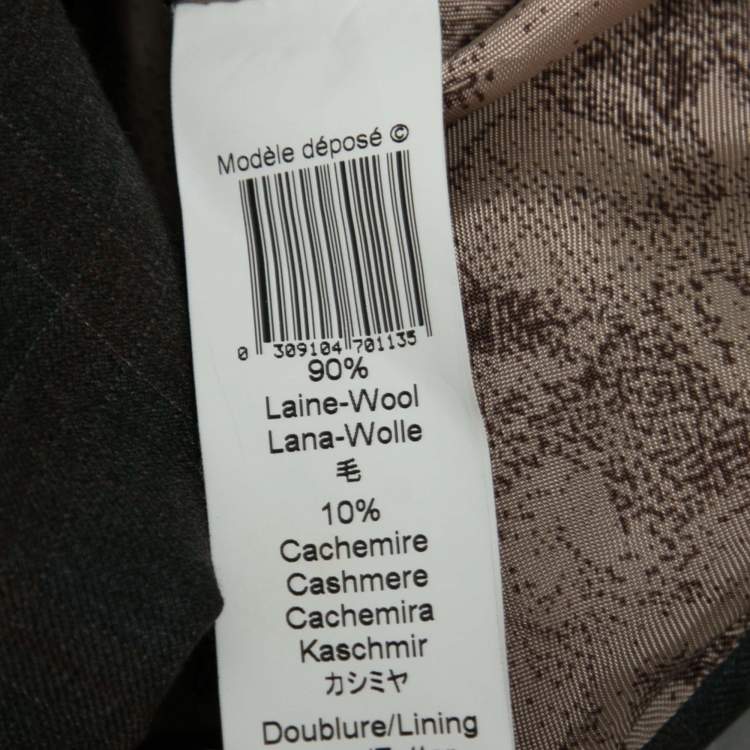 Modèle déposé ©
0 309104 701135
90%
Laine-Wool
Lana-Wolle
毛
10%
Cachemire
Cashmere
Cachemira
Kaschmir
カシミヤ
Doublure/Lining